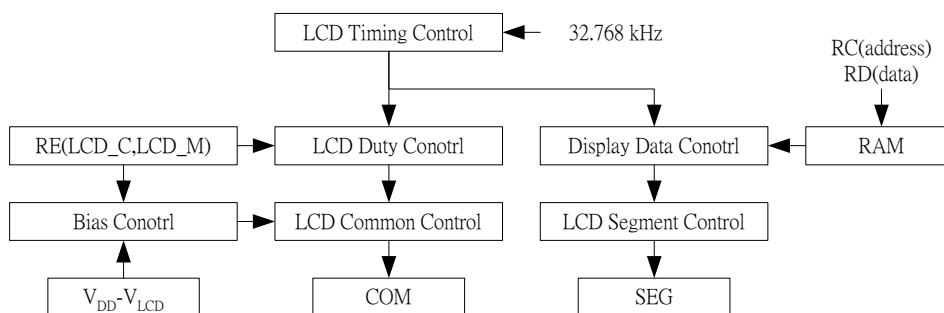 LCD Timing Control
32.768 kHz
RC(address)
RD(data)
RE(LCD_C,LCD_M)
LCD Duty Conotrl
Display Data Conotrl
RAM
Bias Conotrl
LCD Common Control
LCD Segment Control
VDD-VLCD
COM
SEG